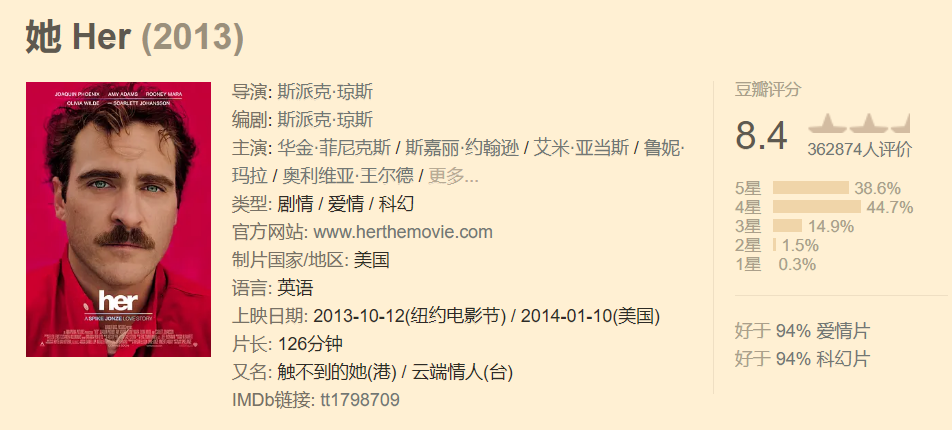 她 Her (2013)
JOAQUIN PHOENIX AMY ADAMS ROONEY MARA
OLIVIA WILDE SCARLETT JOHANSSON
her
A SPIKE JONZE LOVE STORY
导演: 斯派克·琼斯
编剧: 斯派克·琼斯
主演: 华金·菲尼克斯 / 斯嘉丽·约翰逊 / 艾米·亚当斯 / 鲁妮·
玛拉 / 奥利维亚·王尔德 / 更多...
类型: 剧情 / 爱情 / 科幻
官方网站: www.herthemovie.com
制片国家/地区: 美国
语言: 英语
上映日期: 2013-10-12(纽约电影节) / 2014-01-10(美国)
片长: 126分钟
又名: 触不到的她(港) / 云端情人(台)
IMDb链接: tt1798709
豆瓣评分
8.4
362874人评价
5星 38.6%
4星 44.7%
3星 14.9%
2星 1.5%
1星 0.3%
好于 94% 爱情片
好于 94% 科幻片